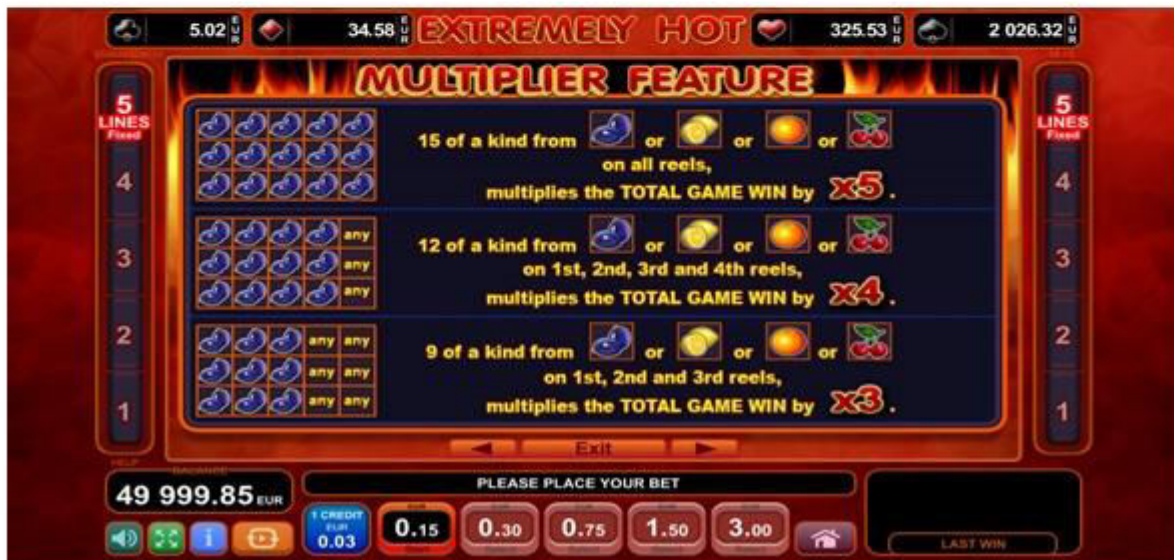 5.02 EUR 34.58 EUR EXTREMELY HOT 325.53 EUR 2 026.32 EUR
MULTIPLIER FEATURE
5
LINES
Fixed
4
3
2
1
15 of a kind from or or or
on all reels,
multiplies the TOTAL GAME WIN by x5.
any
any
any
12 of a kind from or or or
on 1st, 2nd, 3rd and 4th reels,
multiplies the TOTAL GAME WIN by x4.
any any
any any
any any
9 of a kind from or or or
on 1st, 2nd and 3rd reels,
multiplies the TOTAL GAME WIN by x3.
5
LINES
Fixed
4
3
2
1
Exit
HELP
BALANCE
49 999.85 EUR
PLEASE PLACE YOUR BET
1 CREDIT
EUR
0.03
0.15
0.30
0.75
1.50
3.00
LAST WIN